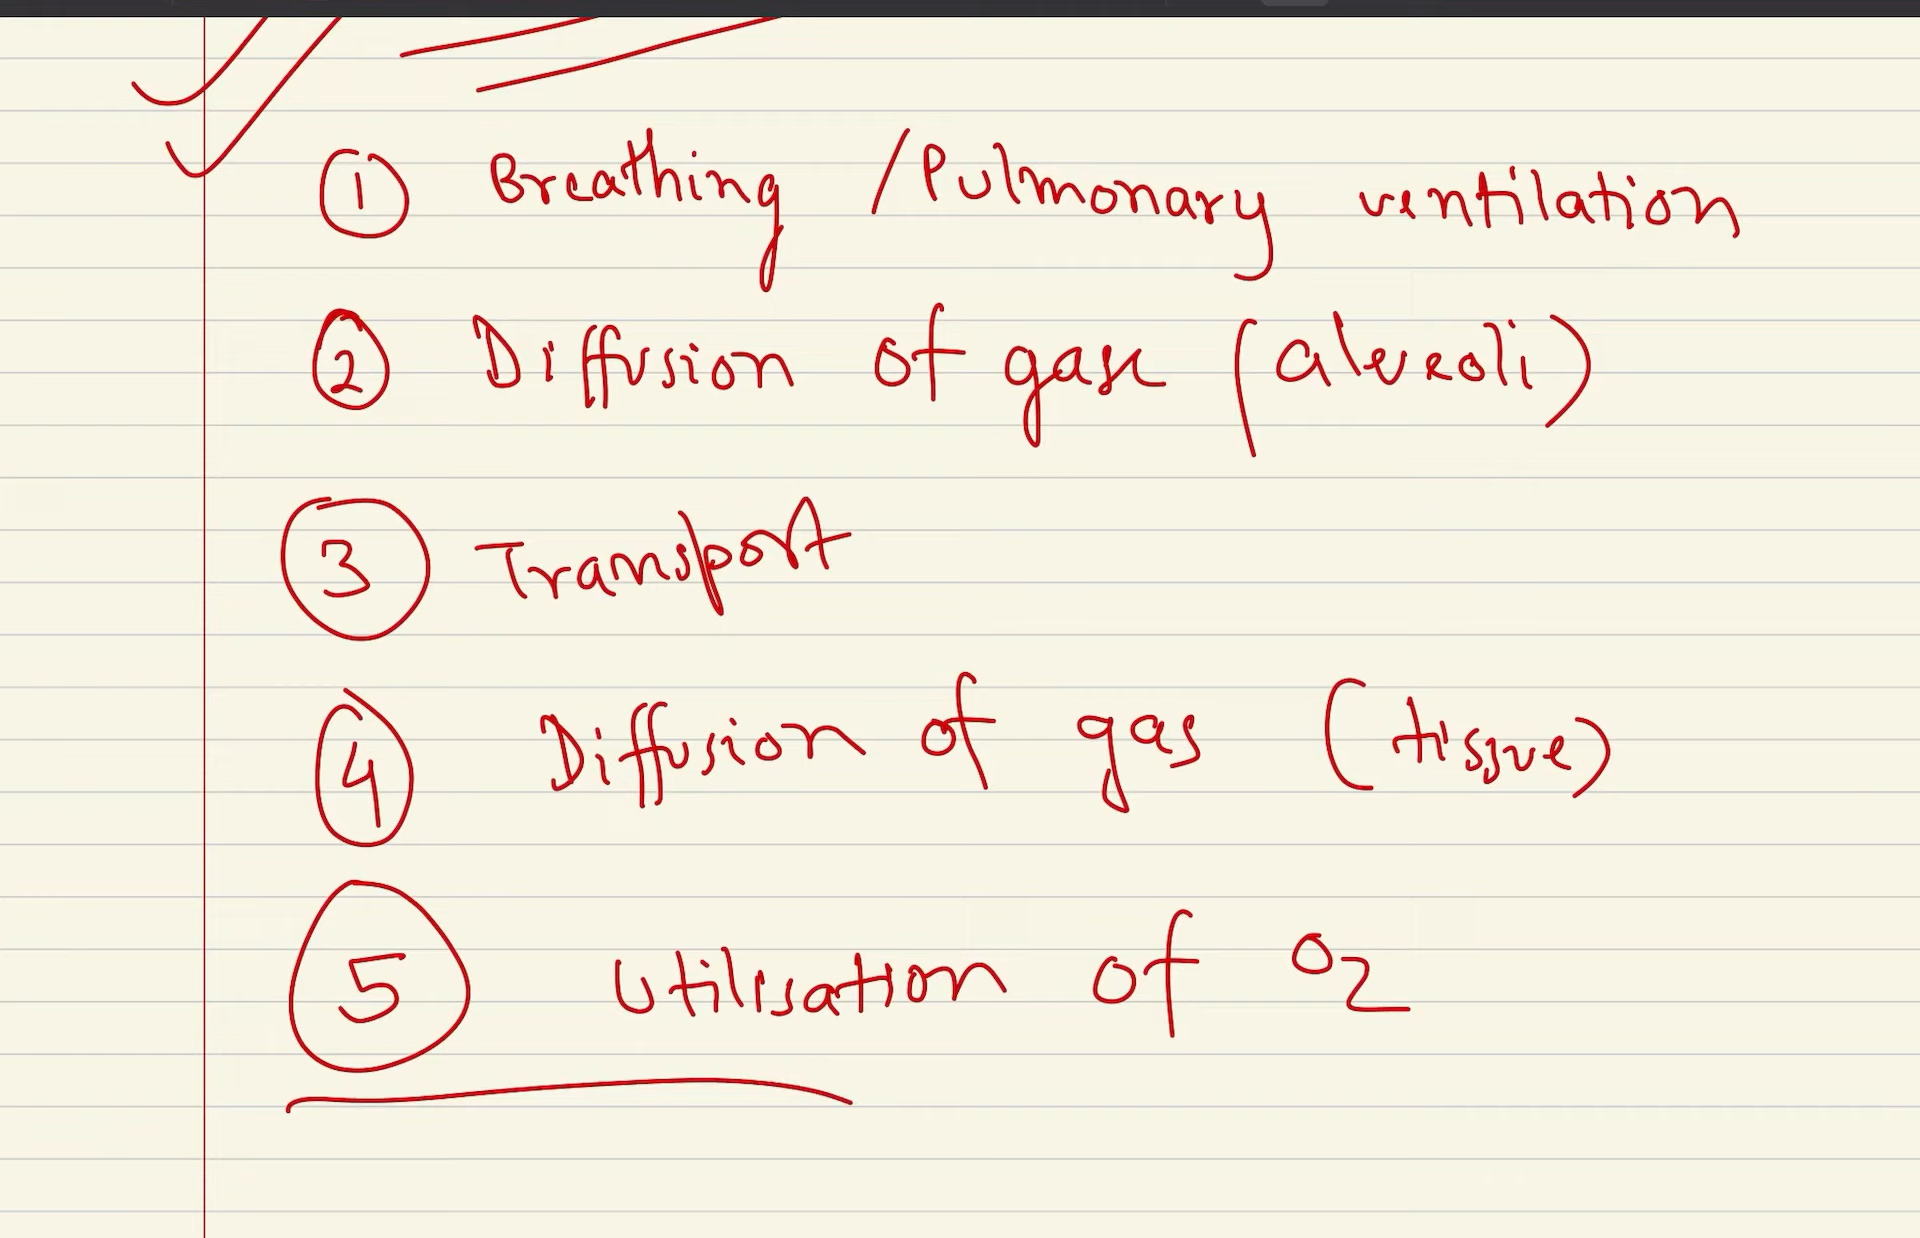 1 Breathing /Pulmonary ventilation
2 Diffusion of gase (alveoli)
3 Transport
4 Diffusion of gas (tissue)
5 Utilisation of O2